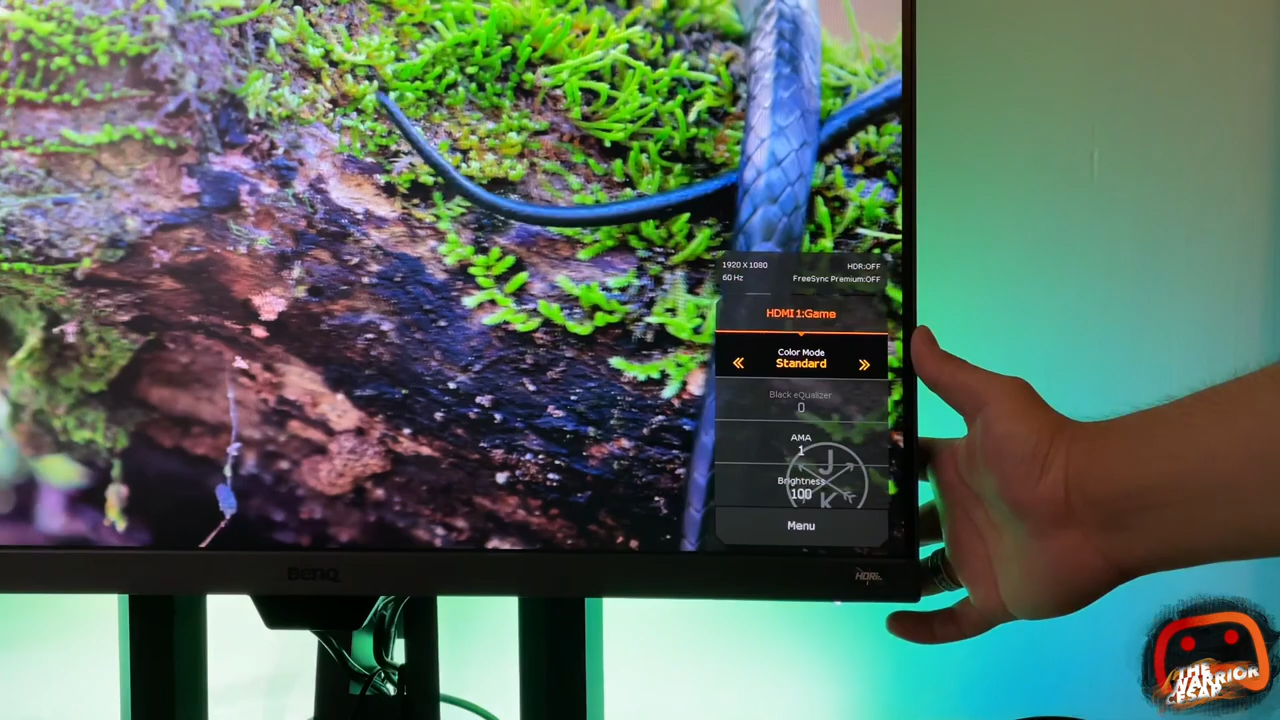 1920 X 1080
HDR:OFF
60 Hz
FreeSync Premium:OFF
HDMI 1:Game
Color Mode
Standard
Black eQualizer
0
AMA
1
J
K
Brightness
100
Menu
BenQ
HDRi
THE
WARRIOR
ESAP